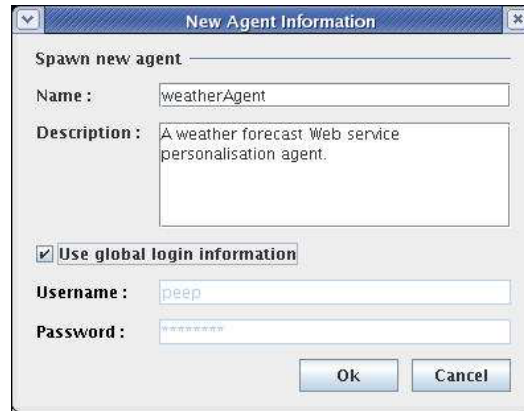 New Agent Information
Spawn new agent
Name : weatherAgent
Description : A weather forecast Web service
personalisation agent.
Use global login information
Username : peep
Password : ********
Ok Cancel